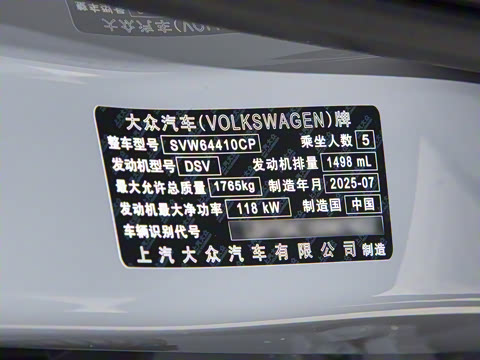 大众汽车(VOLKSWAGEN)牌
整车型号 SVW64410CP 乘坐人数 5
发动机型号 DSV 发动机排量 1498 mL
最大允许总质量 1765kg 制造年月 2025-07
发动机最大净功率 118 kW 制造国 中国
车辆识别代号
上汽大众汽车有限公司制造